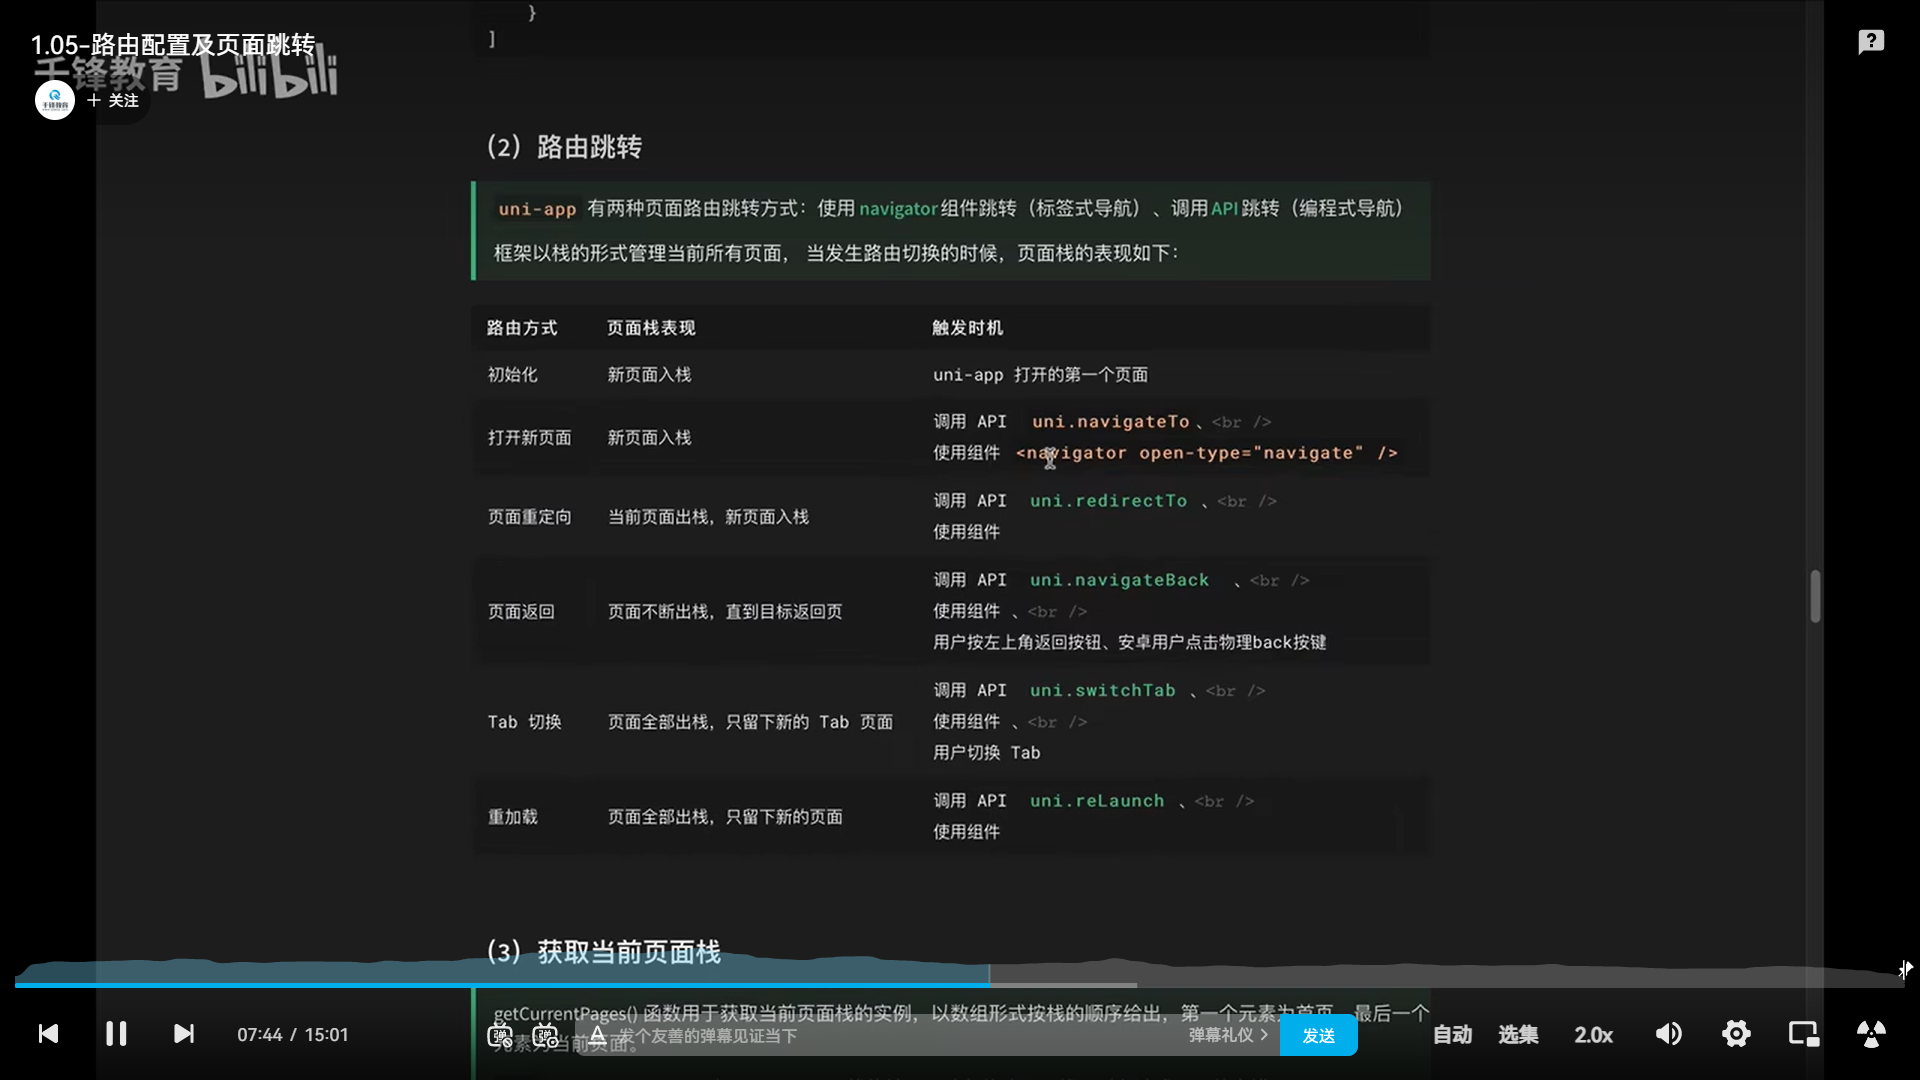 }
]
1.05-路由配置及页面跳转
千锋教育 bilibili
+ 关注
（2）路由跳转
uni-app 有两种页面路由跳转方式：使用navigator组件跳转（标签式导航）、调用API跳转（编程式导航）
框架以栈的形式管理当前所有页面， 当发生路由切换的时候，页面栈的表现如下：
路由方式 页面栈表现 触发时机
初始化 新页面入栈 uni-app 打开的第一个页面
打开新页面 新页面入栈 调用 API uni.navigateTo 、<br />
使用组件 <navigator open-type="navigate" />
页面重定向 当前页面出栈，新页面入栈 调用 API uni.redirectTo 、<br />
使用组件
页面返回 页面不断出栈，直到目标返回页 调用 API uni.navigateBack 、<br />
使用组件 、<br />
用户按左上角返回按钮、安卓用户点击物理back按键
Tab 切换 页面全部出栈，只留下新的 Tab 页面 调用 API uni.switchTab 、<br />
使用组件 、<br />
用户切换 Tab
重加载 页面全部出栈，只留下新的页面 调用 API uni.reLaunch 、<br />
使用组件
（3）获取当前页面栈
getCurrentPages() 函数用于获取当前页面栈的实例，以数组形式按栈的顺序给出，第一个元素为首页，最后一个
元素为当前页面。
07:44 / 15:01
弹 弹 A 发个友善的弹幕见证当下 弹幕礼仪 > 发送 自动 选集 2.0x